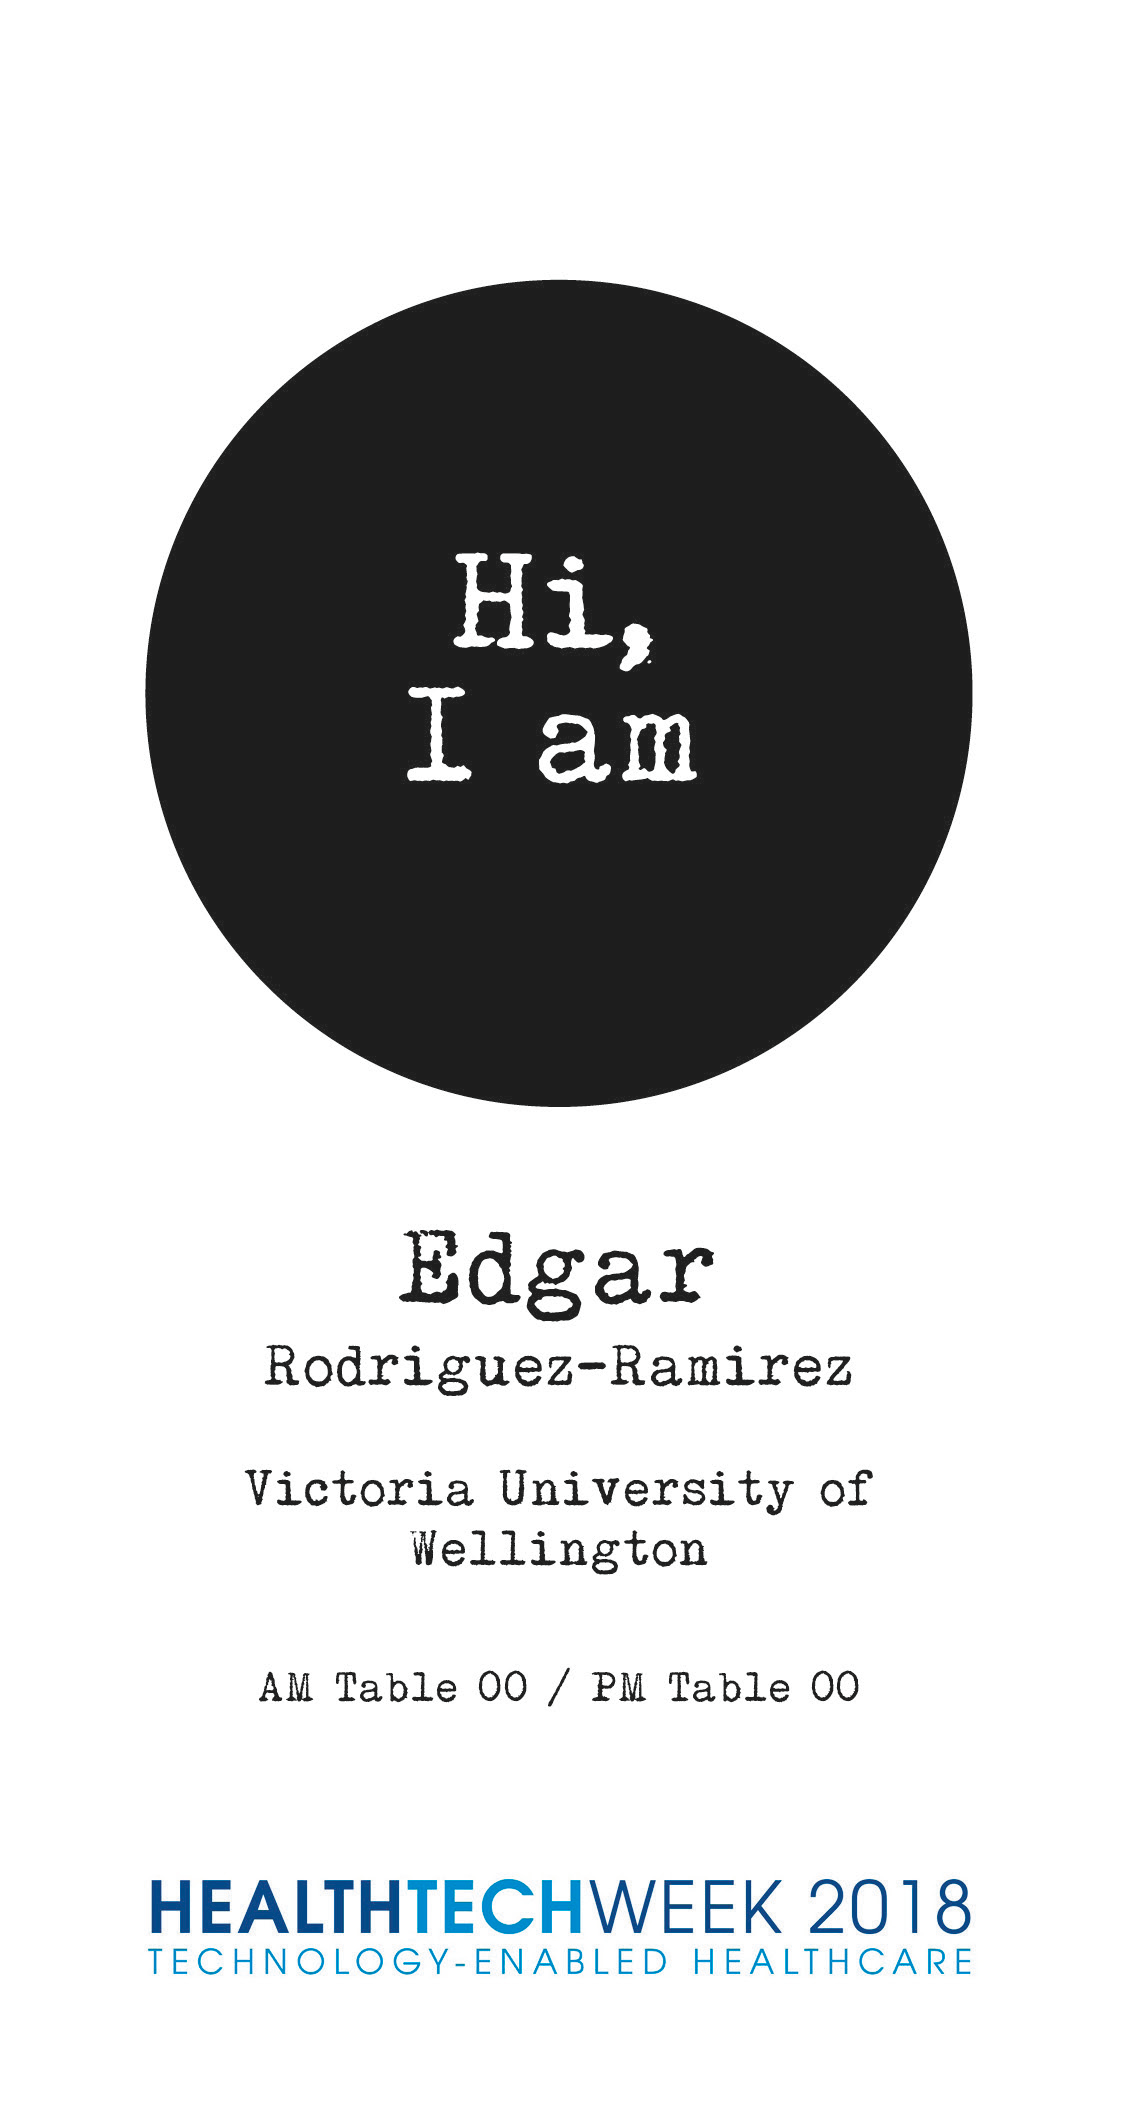 Hi,
I am
Edgar
Rodriguez-Ramirez
Victoria University of
Wellington
AM Table 00 / PM Table 00
HEALTHTECHWEEK 2018
TECHNOLOGY-ENABLED HEALTHCARE